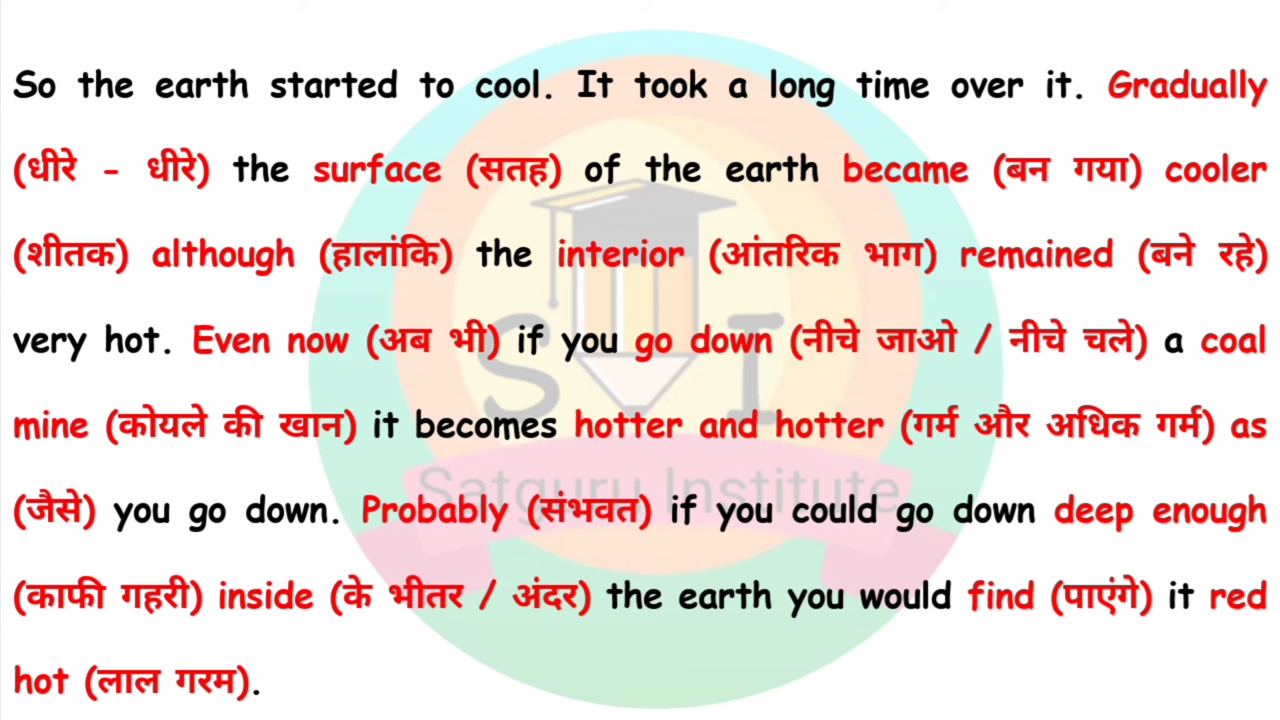 So the earth started to cool. It took a long time over it. Gradually
(धीरे - धीरे) the surface (सतह) of the earth became (बन गया) cooler
(शीतक) although (हालांकि) the interior (आंतरिक भाग) remained (बने रहे)
very hot. Even now (अब भी) if you go down (नीचे जाओ / नीचे चले) a coal
mine (कोयले की खान) it becomes hotter and hotter (गर्म और अधिक गर्म) as
(जैसे) you go down. Probably (संभवत) if you could go down deep enough
(काफी गहरी) inside (के भीतर / अंदर) the earth you would find (पाएंगे) it red
hot (लाल गरम).
S I
Satguru Institute